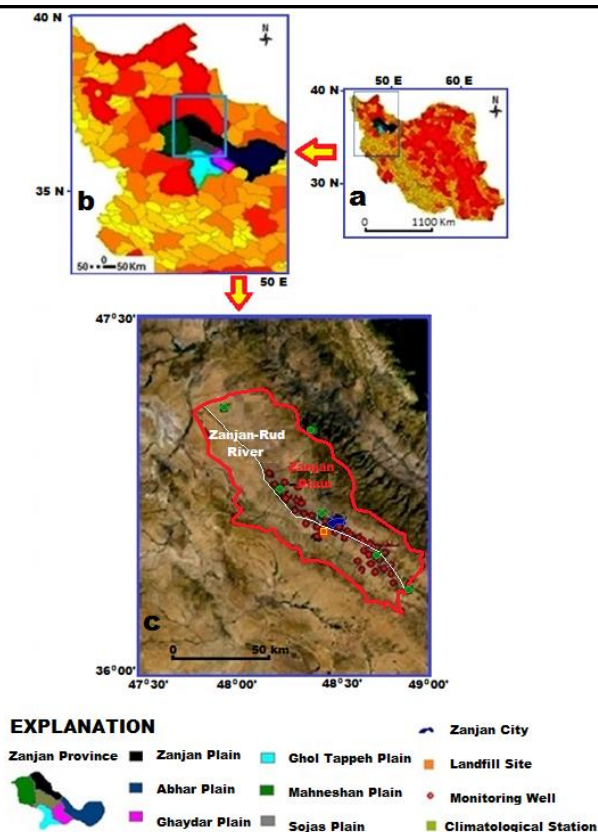 40 N
N
b
35 N
50 0 50 Km
50 E
50 E
60 E
40 N
N
30 N
a
0 1100 Km
47°30'
Zanjan-Rud
River
Zanjan
Plain
c
0 50 km
36°00'
47°30'
48°00'
48°30'
49°00'
EXPLANATION
Zanjan Province
Zanjan Plain
Abhar Plain
Ghaydar Plain
Ghol Tappeh Plain
Mahneshan Plain
Sojas Plain
Zanjan City
Landfill Site
Monitoring Well
Climatological Station